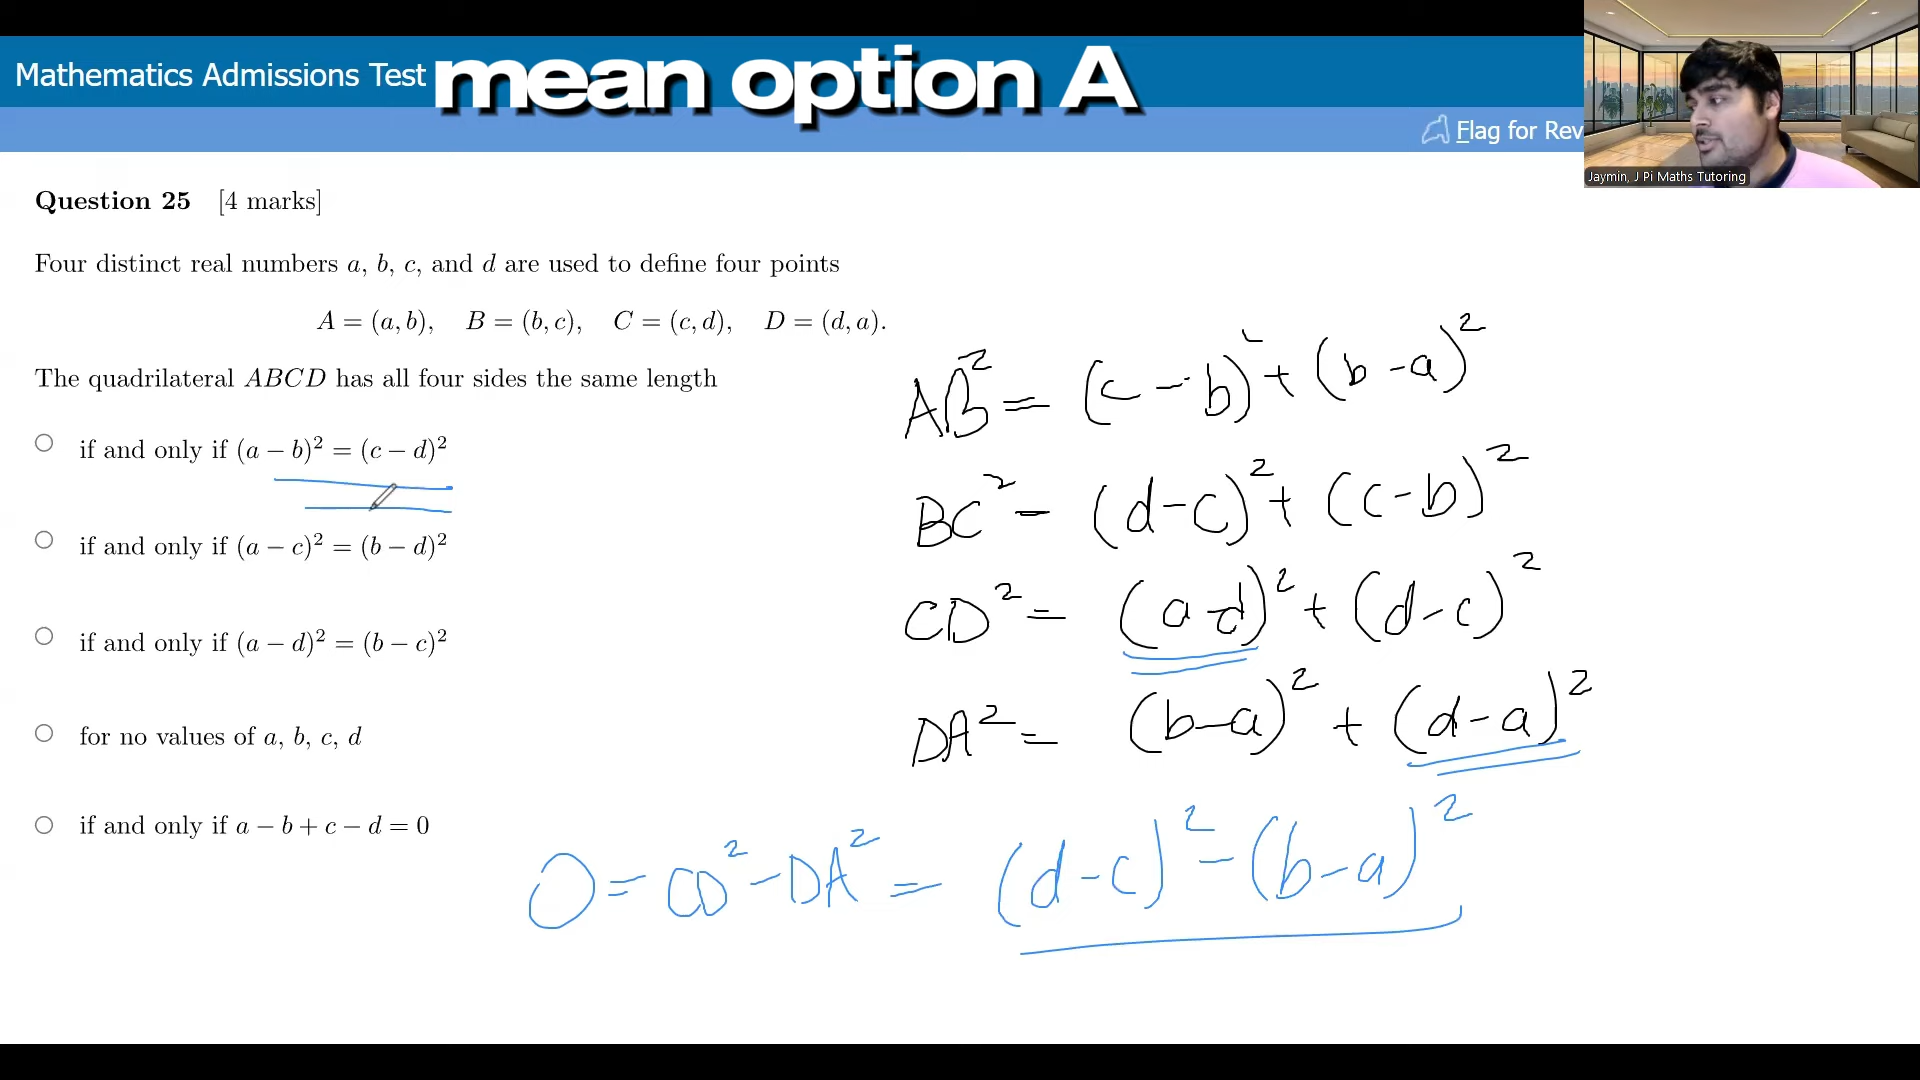 Mathematics Admissions Test
mean option A
Flag for Rev
Jaymin, J Pi Maths Tutoring
Question 25 [4 marks]
Four distinct real numbers a, b, c, and d are used to define four points
A = (a, b), B = (b, c), C = (c, d), D = (d, a).
The quadrilateral ABCD has all four sides the same length
if and only if (a − b)² = (c − d)²
if and only if (a − c)² = (b − d)²
if and only if (a − d)² = (b − c)²
for no values of a, b, c, d
if and only if a − b + c − d = 0
AB² = (c − b)² + (b − a)²
BC² = (d − c)² + (c − b)²
CD² = (a − d)² + (d − c)²
DA² = (b − a)² + (d − a)²
0 = CD² − DA² = (d − c)² − (b − a)²